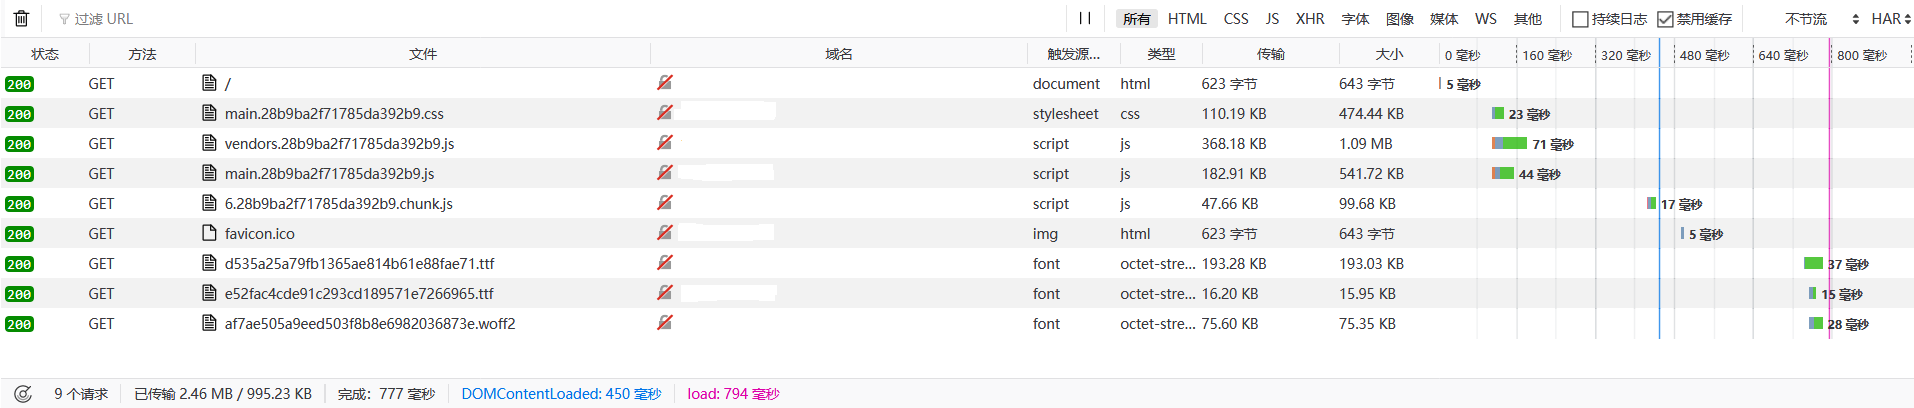 过滤 URL 所有 HTML CSS JS XHR 字体 图像 媒体 WS 其他 持续日志 禁用缓存 不节流 HAR
状态 方法 文件 域名 触发源... 类型 传输 大小 0 毫秒 160 毫秒 320 毫秒 480 毫秒 640 毫秒 800 毫秒
200 GET / document html 623 字节 643 字节 5 毫秒
200 GET main.28b9ba2f71785da392b9.css stylesheet css 110.19 KB 474.44 KB 23 毫秒
200 GET vendors.28b9ba2f71785da392b9.js script js 368.18 KB 1.09 MB 71 毫秒
200 GET main.28b9ba2f71785da392b9.js script js 182.91 KB 541.72 KB 44 毫秒
200 GET 6.28b9ba2f71785da392b9.chunk.js script js 47.66 KB 99.68 KB 17 毫秒
200 GET favicon.ico img html 623 字节 643 字节 5 毫秒
200 GET d535a25a79fb1365ae814b61e88fae71.ttf font octet-stre... 193.28 KB 193.03 KB 37 毫秒
200 GET e52fac4cde91c293cd189571e7266965.ttf font octet-stre... 16.20 KB 15.95 KB 15 毫秒
200 GET af7ae505a9eed503f8b8e6982036873e.woff2 font octet-stre... 75.60 KB 75.35 KB 28 毫秒
9 个请求 已传输 2.46 MB / 995.23 KB 完成：777 毫秒 DOMContentLoaded: 450 毫秒 load: 794 毫秒